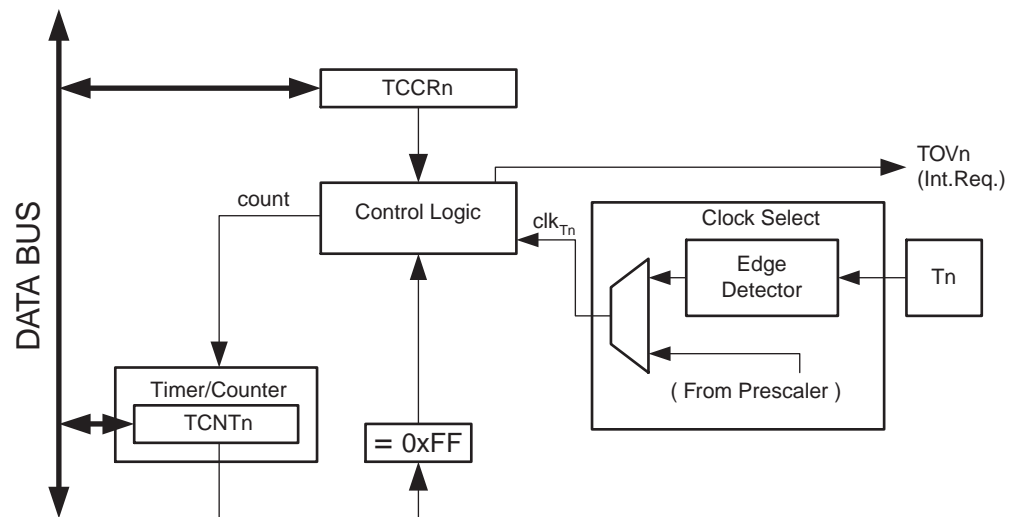 TCCRn
TOVn
(Int.Req.)
Control Logic
count
clkTn
Clock Select
Edge
Detector
Tn
DATA BUS
( From Prescaler )
Timer/Counter
TCNTn
= 0xFF